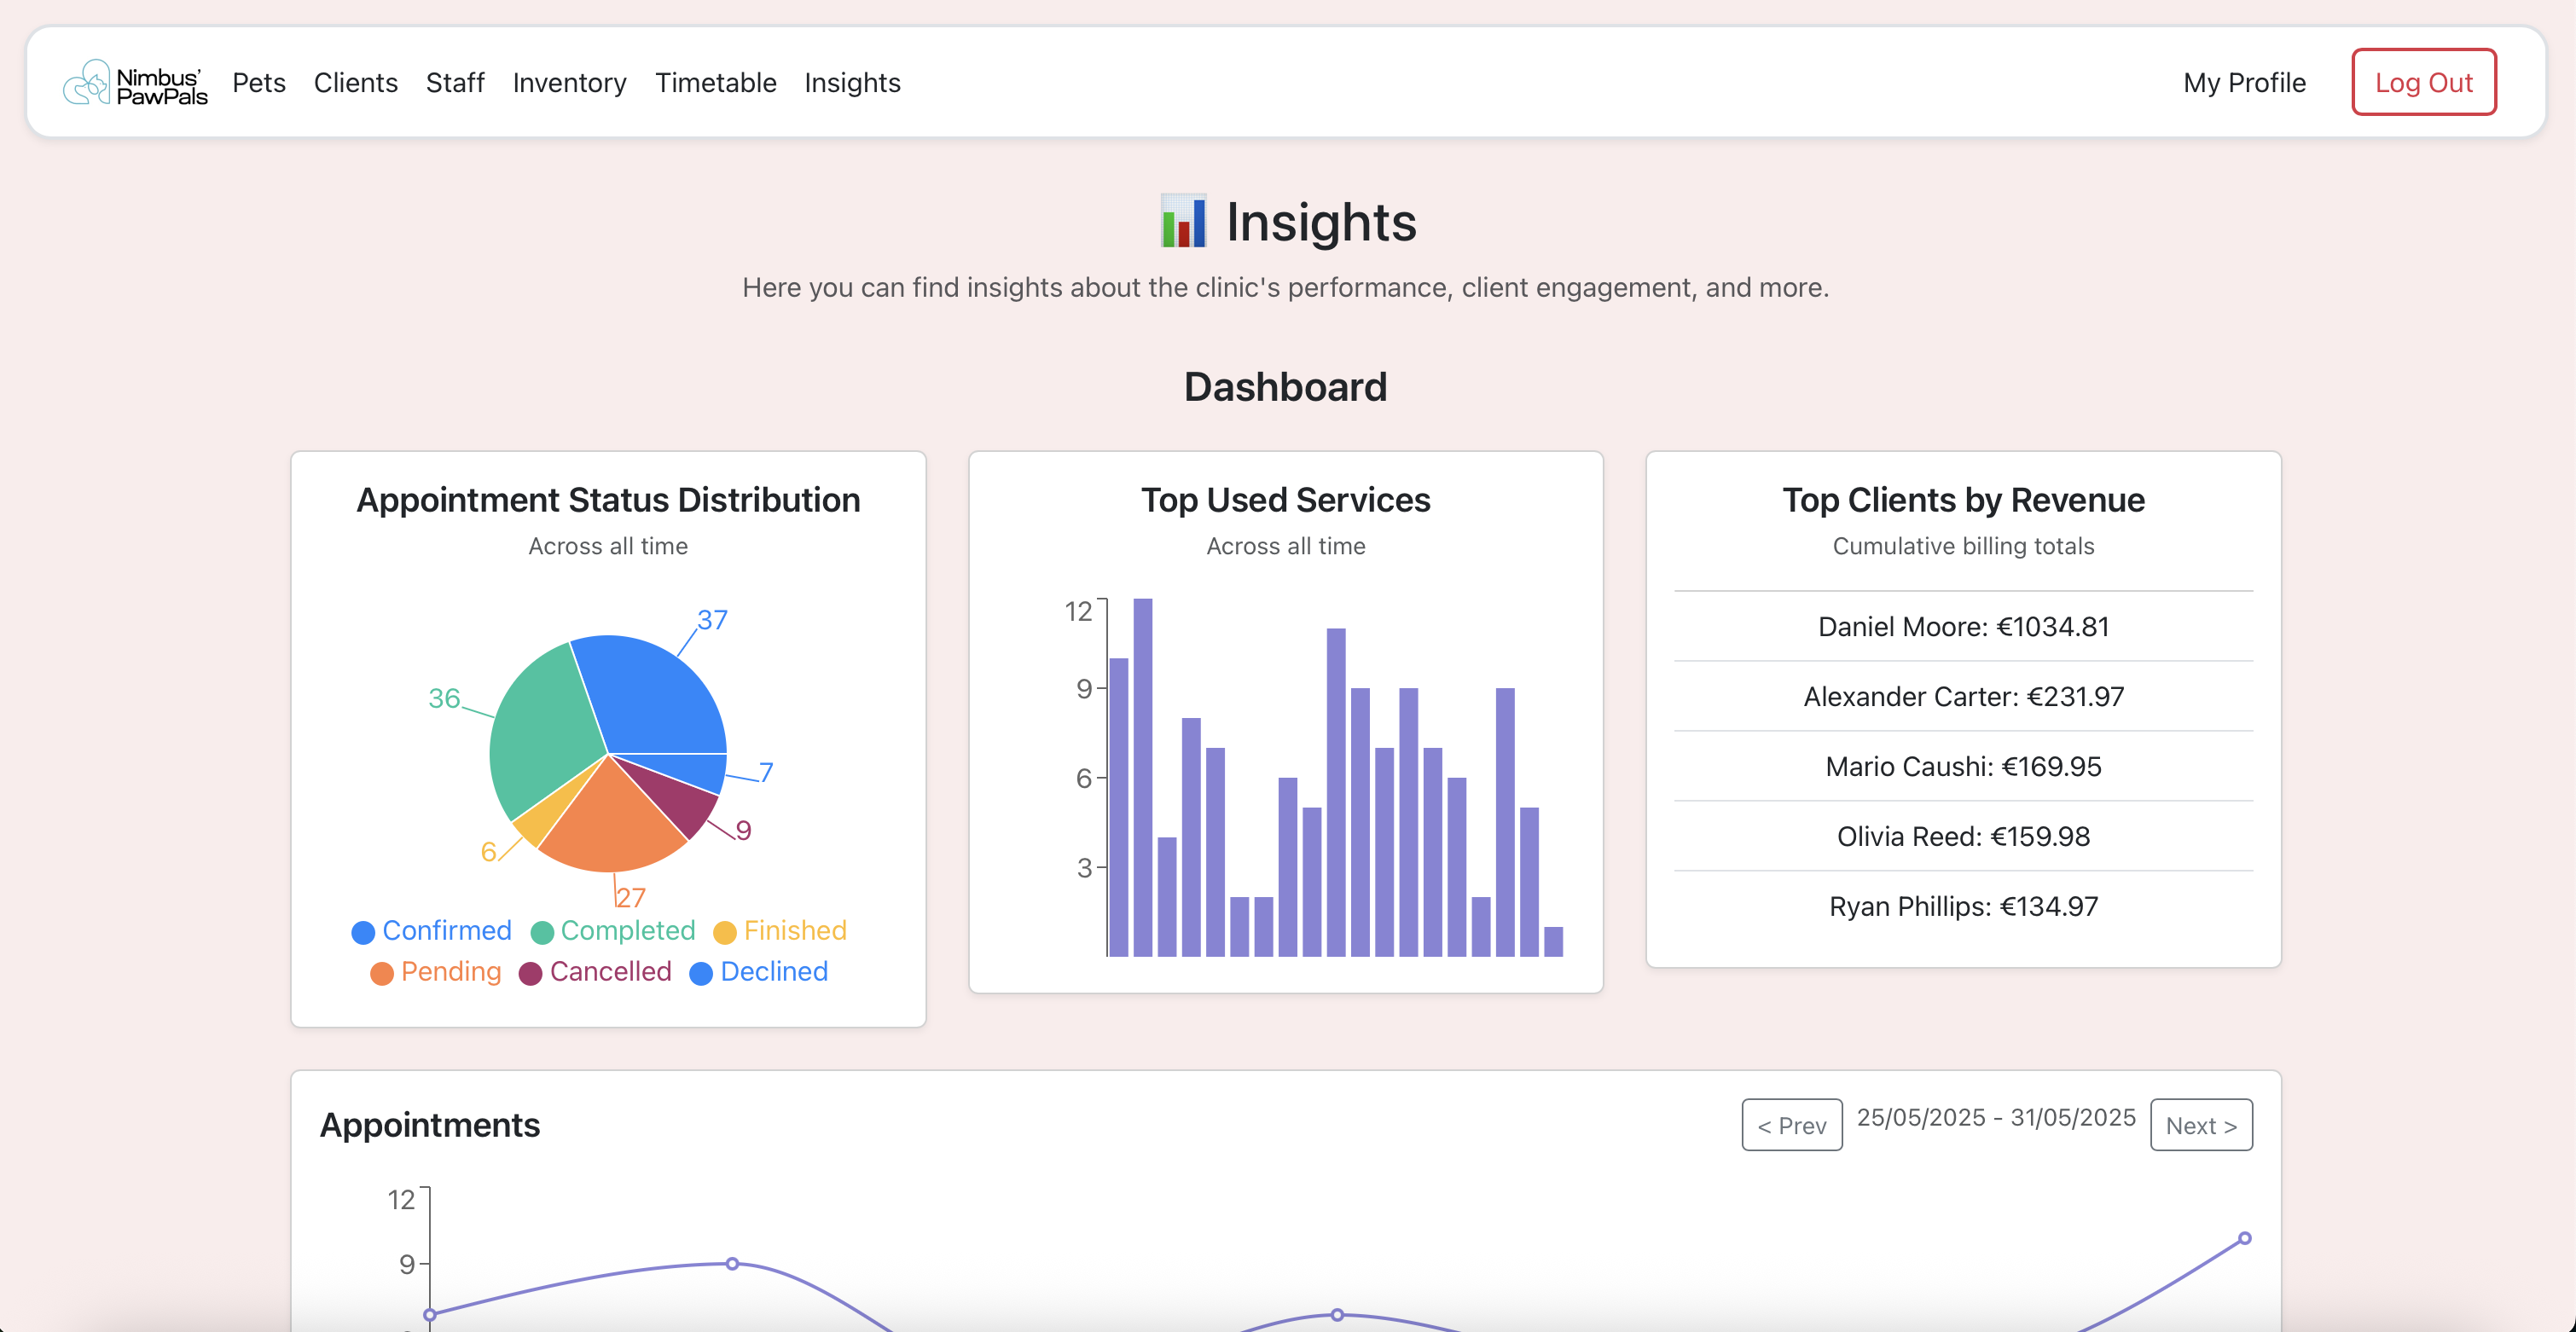 Nimbus'
PawPals
Pets
Clients
Staff
Inventory
Timetable
Insights
My Profile
Log Out
Insights
Here you can find insights about the clinic's performance, client engagement, and more.
Dashboard
Appointment Status Distribution
Across all time
37
36
7
9
6
27
Confirmed
Completed
Finished
Pending
Cancelled
Declined
Top Used Services
Across all time
12
9
6
3
Top Clients by Revenue
Cumulative billing totals
Daniel Moore: €1034.81
Alexander Carter: €231.97
Mario Caushi: €169.95
Olivia Reed: €159.98
Ryan Phillips: €134.97
Appointments
< Prev
25/05/2025 - 31/05/2025
Next >
12
9